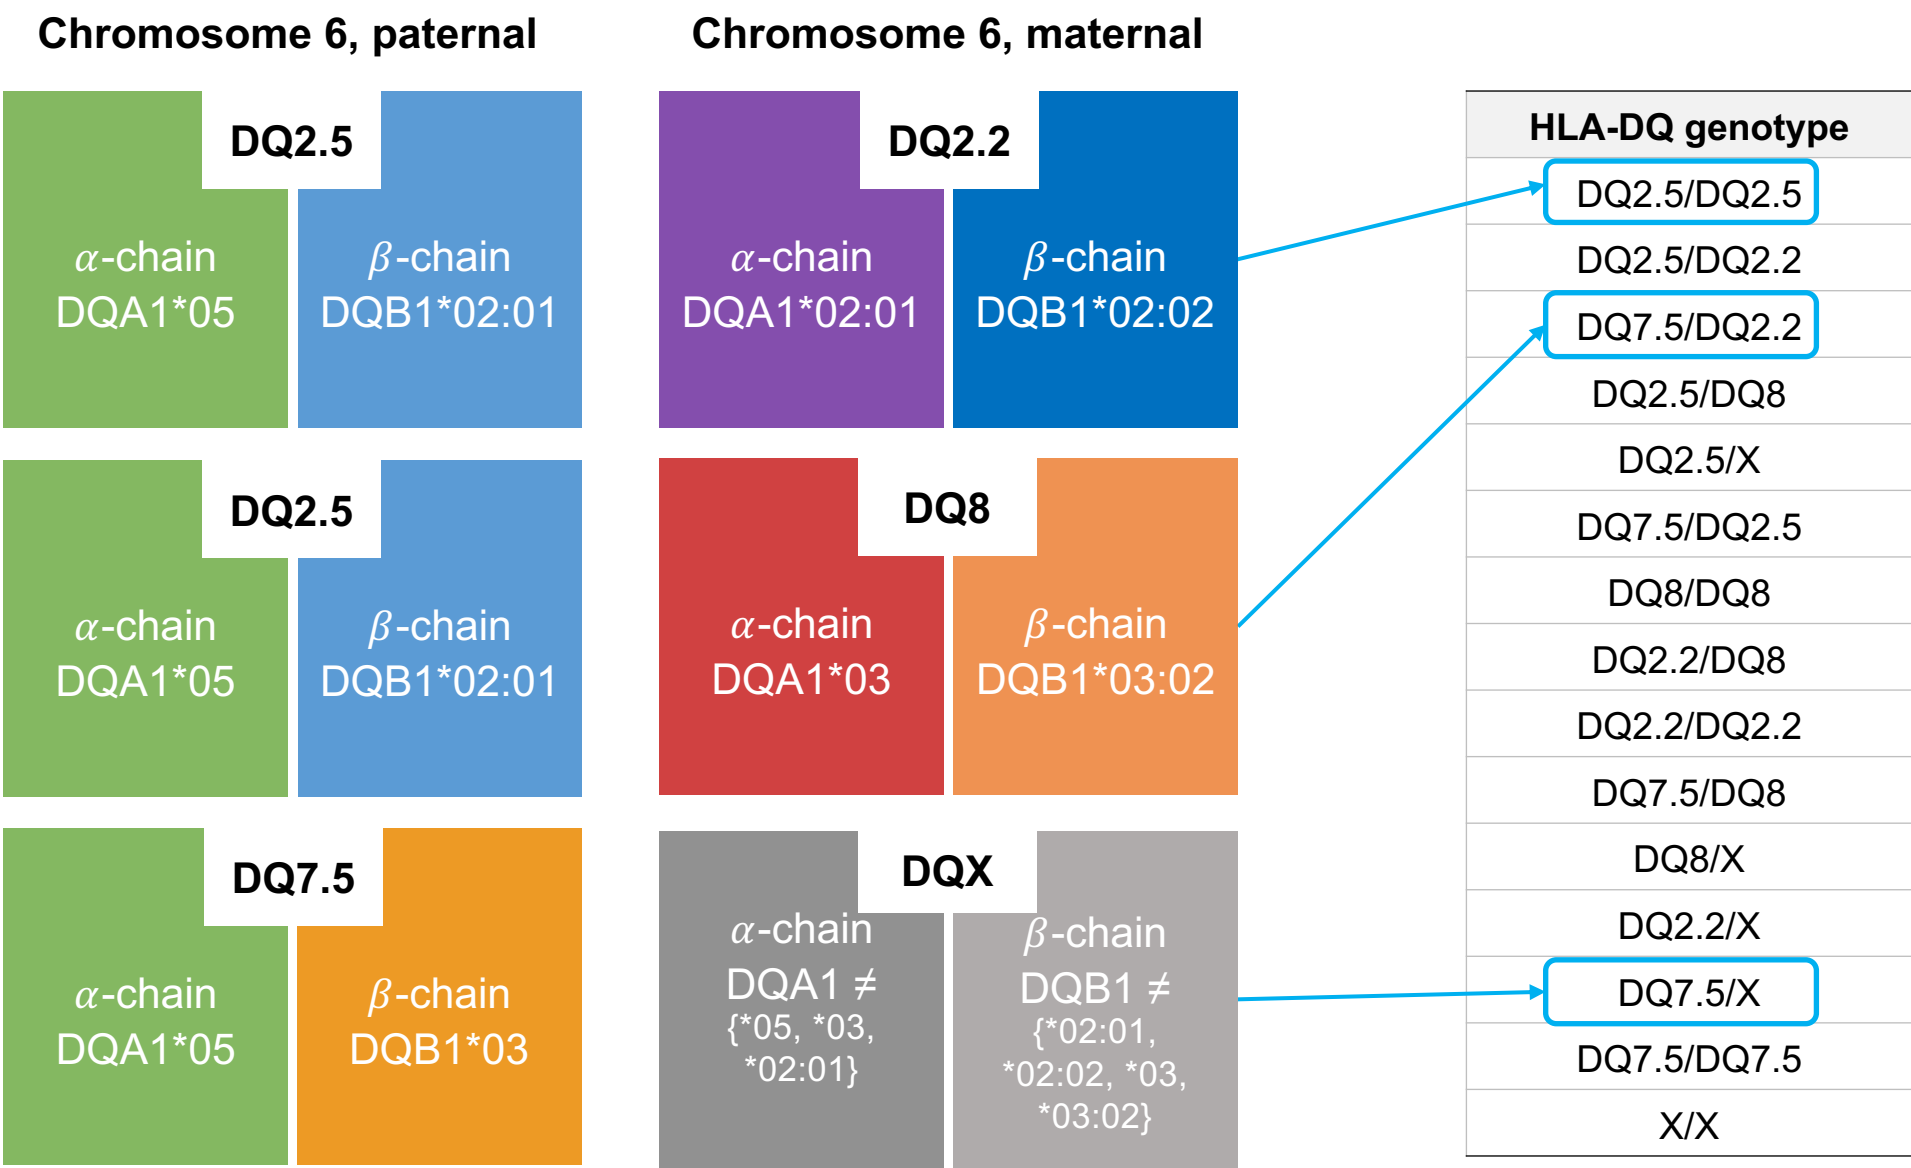 Chromosome 6, paternal
Chromosome 6, maternal
DQ2.5
α-chain
DQA1*05
β-chain
DQB1*02:01
DQ2.2
α-chain
DQA1*02:01
β-chain
DQB1*02:02
DQ2.5
α-chain
DQA1*05
β-chain
DQB1*02:01
DQ8
α-chain
DQA1*03
β-chain
DQB1*03:02
DQ7.5
α-chain
DQA1*05
β-chain
DQB1*03
DQX
α-chain
DQA1 ≠
{*05, *03,
*02:01}
β-chain
DQB1 ≠
{*02:01,
*02:02, *03,
*03:02}
HLA-DQ genotype
DQ2.5/DQ2.5
DQ2.5/DQ2.2
DQ7.5/DQ2.2
DQ2.5/DQ8
DQ2.5/X
DQ7.5/DQ2.5
DQ8/DQ8
DQ2.2/DQ8
DQ2.2/DQ2.2
DQ7.5/DQ8
DQ8/X
DQ2.2/X
DQ7.5/X
DQ7.5/DQ7.5
X/X